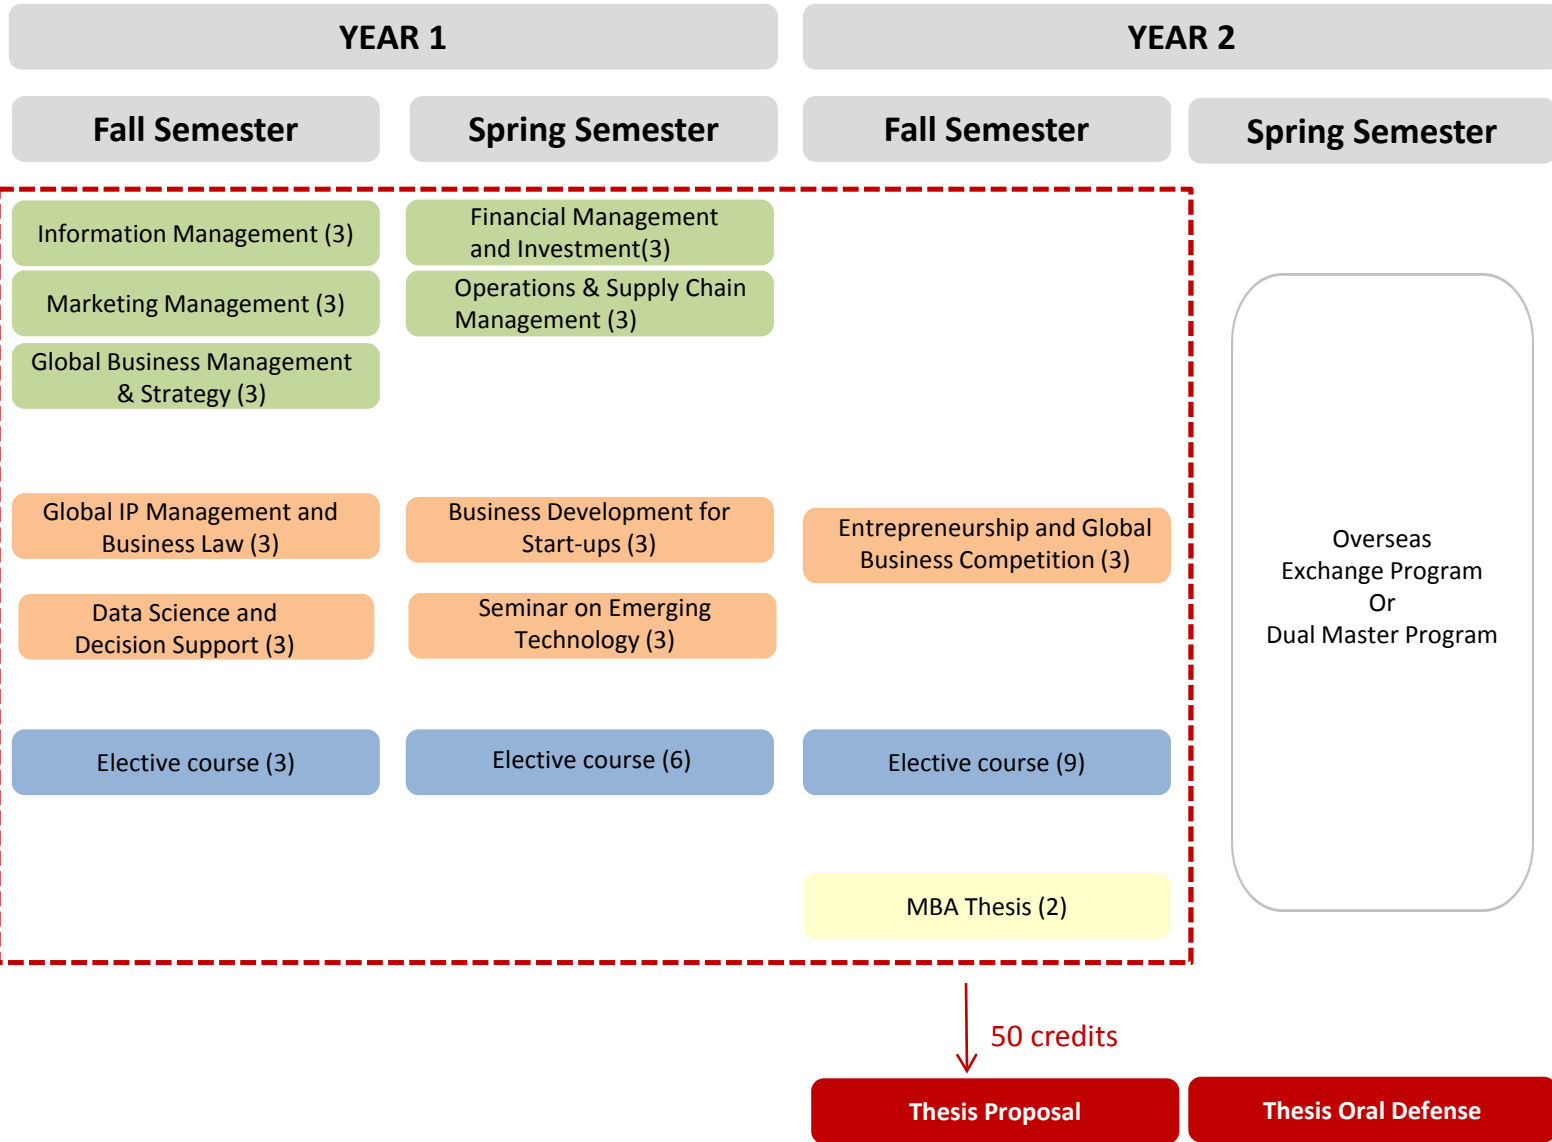 YEAR 1
YEAR 2
Fall Semester
Spring Semester
Fall Semester
Spring Semester
Information Management (3)
Financial Management
and Investment(3)
Marketing Management (3)
Operations & Supply Chain
Management (3)
Global Business Management
& Strategy (3)
Global IP Management and
Business Law (3)
Business Development for
Start-ups (3)
Entrepreneurship and Global
Business Competition (3)
Data Science and
Decision Support (3)
Seminar on Emerging
Technology (3)
Overseas
Exchange Program
Or
Dual Master Program
Elective course (3)
Elective course (6)
Elective course (9)
MBA Thesis (2)
50 credits
Thesis Proposal
Thesis Oral Defense